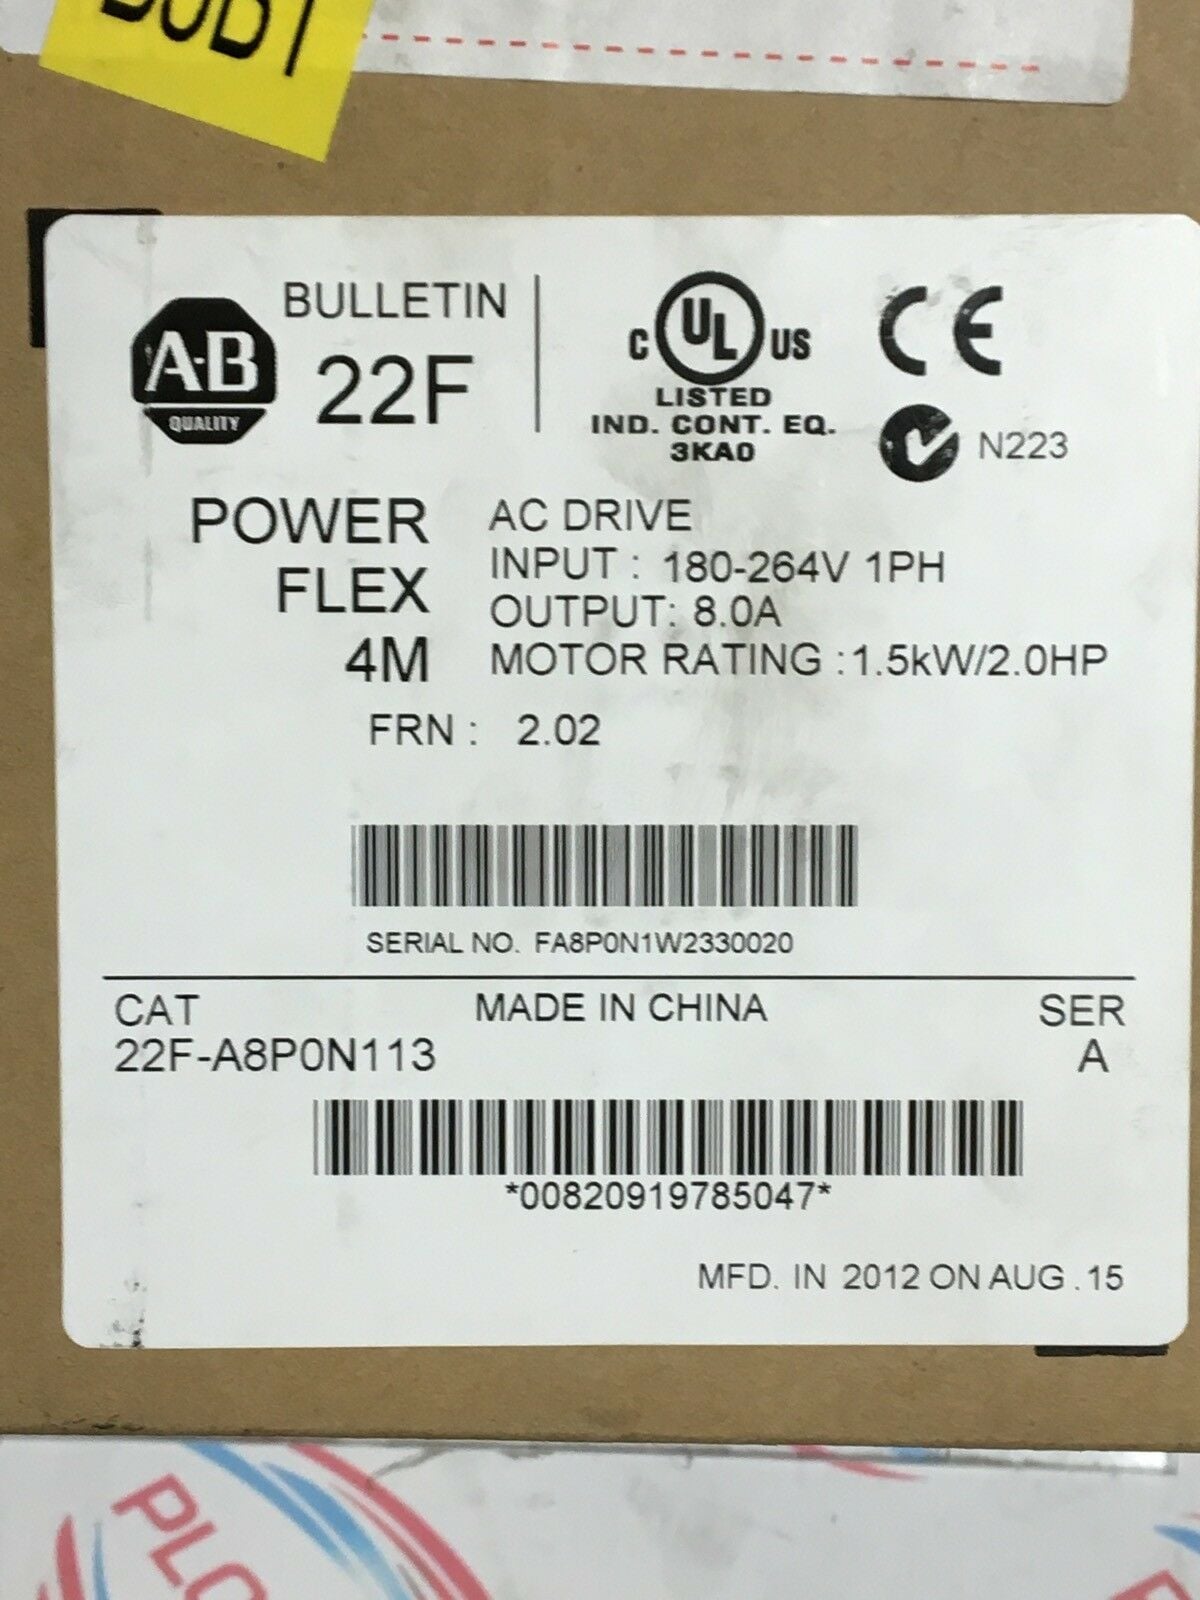 BULLETIN
22F
A-B
QUALITY
C UL US
LISTED
IND. CONT. EQ.
3KAD
CE
N223
POWER
FLEX
4M
AC DRIVE
INPUT : 180-264V 1PH
OUTPUT: 8.0A
MOTOR RATING :1.5kW/2.0HP
FRN : 2.02
SERIAL NO. FA8P0N1W2330020
CAT
22F-A8P0N113
MADE IN CHINA
SER
A
*00820919785047*
MFD. IN 2012 ON AUG .15